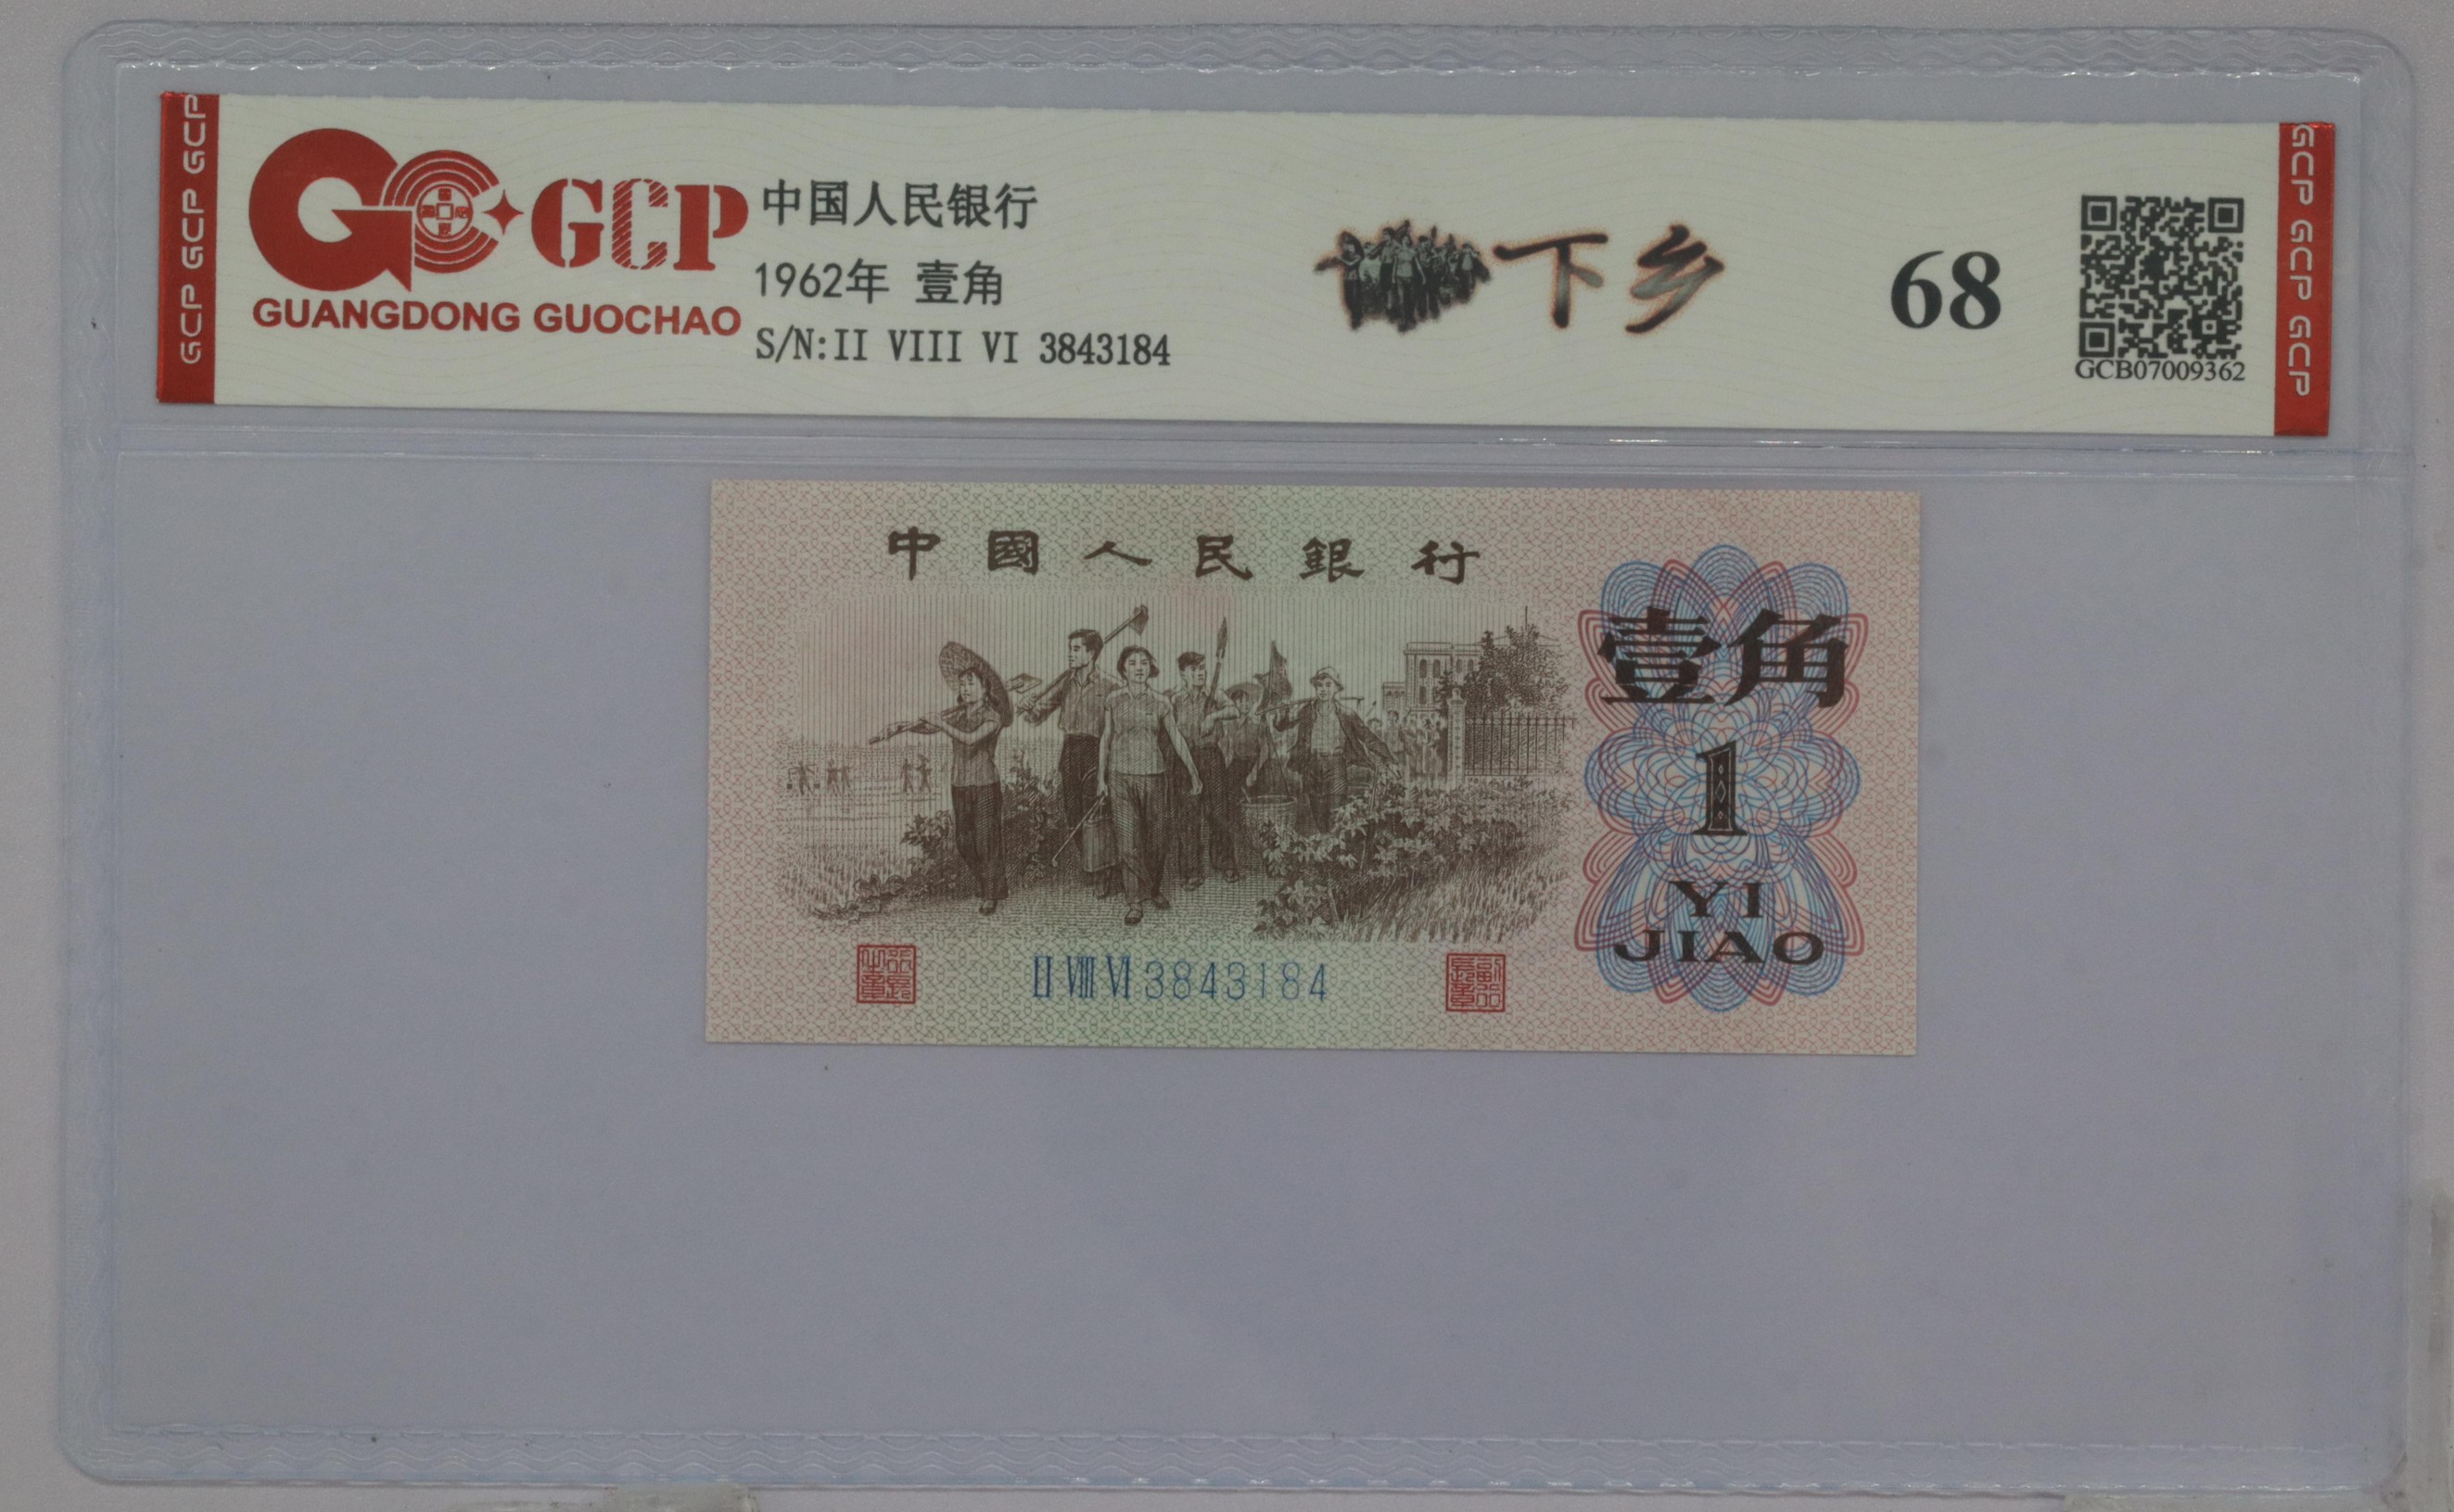 GCP GCP GCP
GCP
GUANGDONG GUOCHAO
中国人民银行
1962年 壹角
S/N:II VIII VI 3843184
下乡
68
GCB07009362
GCP GCP GCP
中國人民銀行
壹角
1
YI
JIAO
II VIII VI 3843184